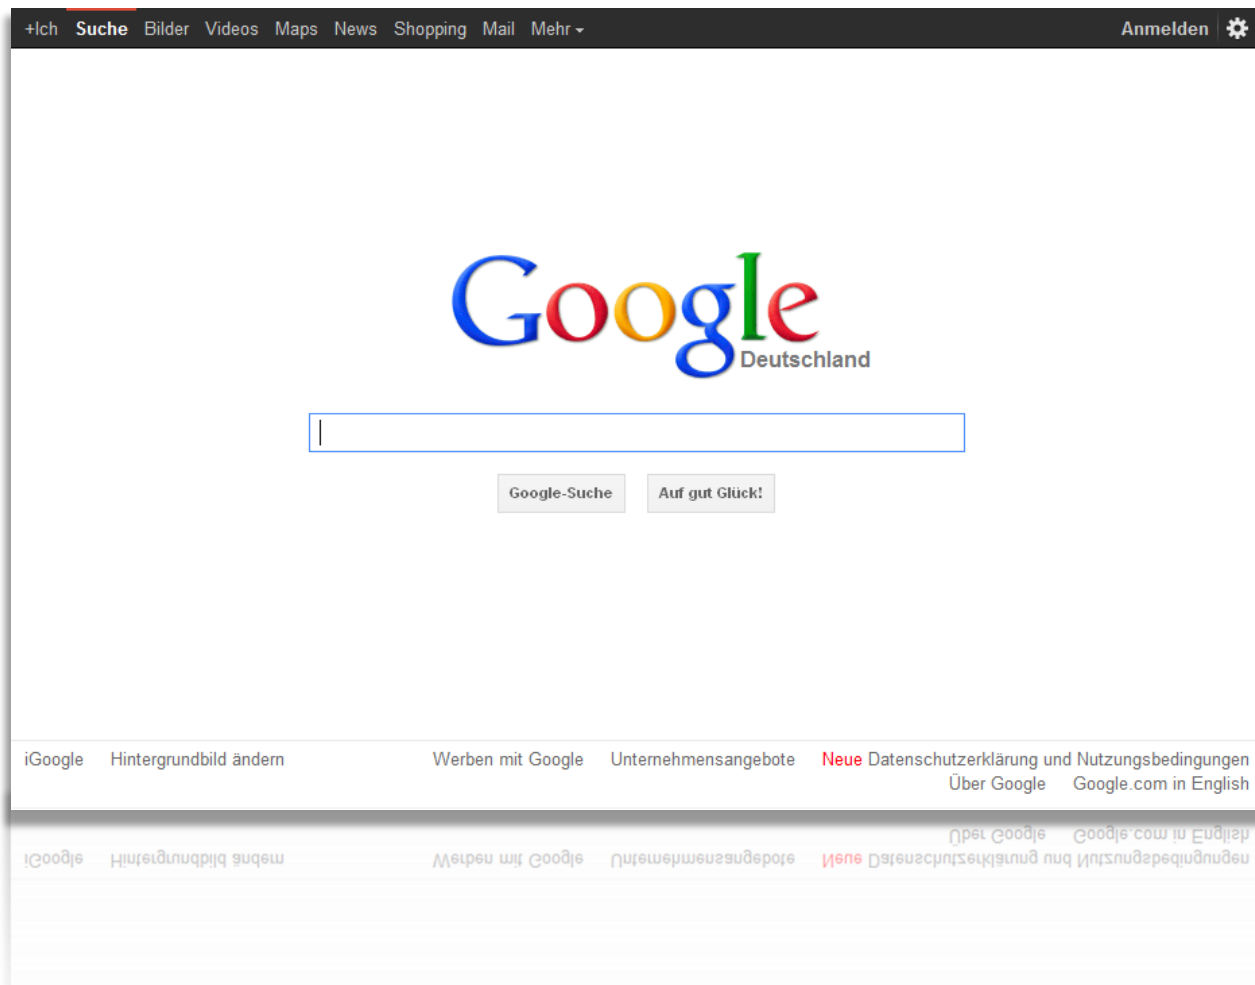 +Ich Suche Bilder Videos Maps News Shopping Mail Mehr Anmelden
Google
Deutschland
Google-Suche Auf gut Glück!
iGoogle Hintergrundbild ändern Werben mit Google Unternehmensangebote Neue Datenschutzerklärung und Nutzungsbedingungen
Über Google Google.com in English